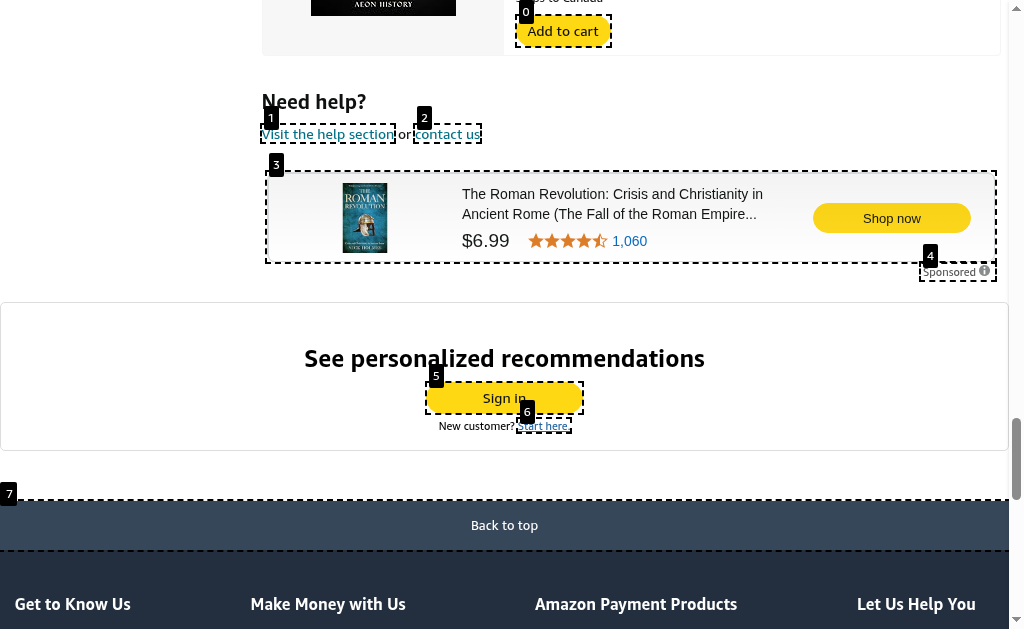 AEON HISTORY
0
Add to cart
Need help?
1
2
Visit the help section or contact us
3
THE ROMAN REVOLUTION
The Roman Revolution: Crisis and Christianity in
Ancient Rome (The Fall of the Roman Empire...
Shop now
$6.99 1,060
4
Sponsored
See personalized recommendations
5
Sign in
6
New customer? Start here.
7
Back to top
Get to Know Us
Make Money with Us
Amazon Payment Products
Let Us Help You